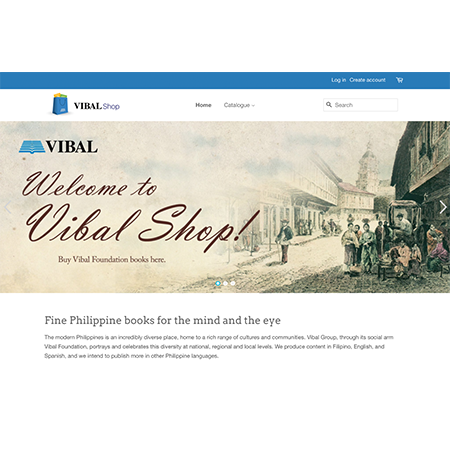 Log in Create account
VIBAL Shop Home Catalogue Search
VIBAL
Welcome to
Vibal Shop!
Buy Vibal Foundation books here.
Fine Philippine books for the mind and the eye
The modern Philippines is an incredibly diverse place, home to a rich range of cultures and communities. Vibal Group, through its social arm
Vibal Foundation, portrays and celebrates this diversity at national, regional and local levels. We produce content in Filipino, English, and
Spanish, and we intend to publish more in other Philippine languages.